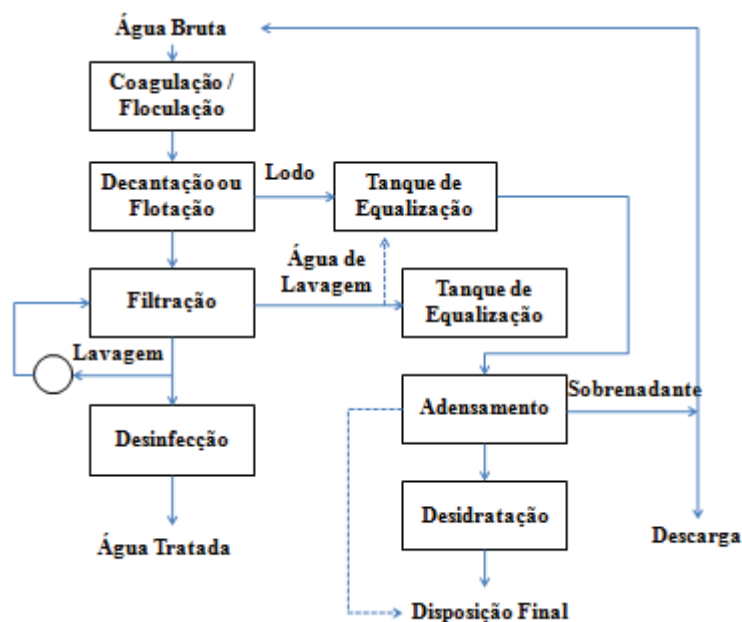 Água Bruta
Coagulação /
Floculação
Decantação ou
Flotação
Lodo
Tanque de
Equalização
Água de
Lavagem
Filtração
Tanque de
Equalização
Lavagem
Sobrenadante
Adensamento
Desinfecção
Desidratação
Descarga
Água Tratada
Disposição Final